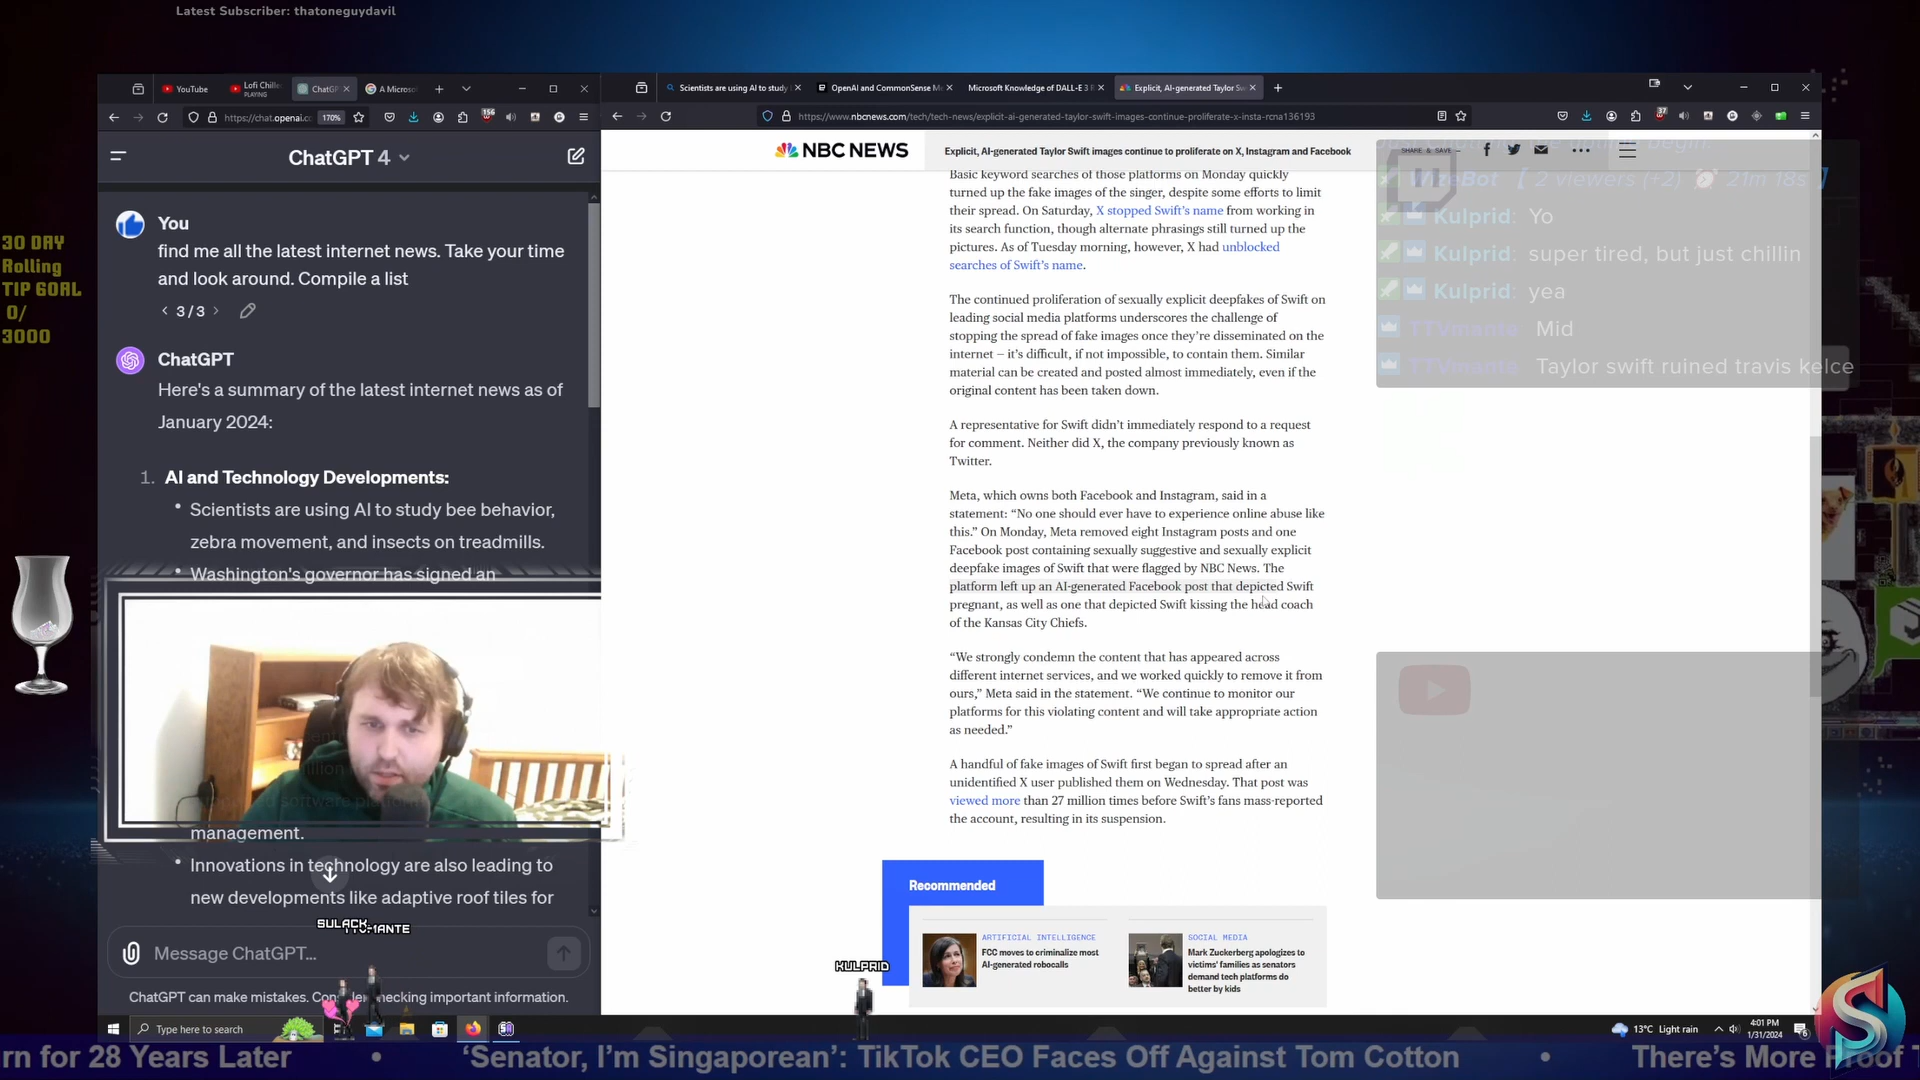 Latest Subscriber: thatoneguydavil
30 DAY
Rolling
TIP GOAL
0/
3000
YouTube
Lofi Chill
PLAYING
ChatGP
A Micros
https://chat.openai.c
170%
156
ChatGPT 4
You
find me all the latest internet news. Take your time
and look around. Compile a list
3/3
ChatGPT
Here's a summary of the latest internet news as of
January 2024:
1. AI and Technology Developments:
• Scientists are using AI to study bee behavior,
zebra movement, and insects on treadmills.
• Washington's governor has signed an
management.
• Innovations in technology are also leading to
new developments like adaptive roof tiles for
SULACK
TTVMANTE
Message ChatGPT...
ChatGPT can make mistakes. checking important information.
Scientists are using AI to study
OpenAI and CommonSense M
Microsoft Knowledge of DALL-E 3
Explicit, AI-generated Taylor Sw
https://www.nbcnews.com/tech/tech-news/explicit-ai-generated-taylor-swift-images-continue-proliferate-x-insta-rcna136193
37
NBC NEWS
Explicit, AI-generated Taylor Swift images continue to proliferate on X, Instagram and Facebook
SHARE & SAVE
Basic keyword searches of those platforms on Monday quickly
turned up the fake images of the singer, despite some efforts to limit
their spread. On Saturday, X stopped Swift's name from working in
its search function, though alternate phrasings still turned up the
pictures. As of Tuesday morning, however, X had unblocked
searches of Swift's name.
The continued proliferation of sexually explicit deepfakes of Swift on
leading social media platforms underscores the challenge of
stopping the spread of fake images once they're disseminated on the
internet — it's difficult, if not impossible, to contain them. Similar
material can be created and posted almost immediately, even if the
original content has been taken down.
A representative for Swift didn't immediately respond to a request
for comment. Neither did X, the company previously known as
Twitter.
Meta, which owns both Facebook and Instagram, said in a
statement: “No one should ever have to experience online abuse like
this.” On Monday, Meta removed eight Instagram posts and one
Facebook post containing sexually suggestive and sexually explicit
deepfake images of Swift that were flagged by NBC News. The
platform left up an AI-generated Facebook post that depicted Swift
pregnant, as well as one that depicted Swift kissing the head coach
of the Kansas City Chiefs.
“We strongly condemn the content that has appeared across
different internet services, and we worked quickly to remove it from
ours,” Meta said in the statement. “We continue to monitor our
platforms for this violating content and will take appropriate action
as needed.”
A handful of fake images of Swift first began to spread after an
unidentified X user published them on Wednesday. That post was
viewed more than 27 million times before Swift's fans mass-reported
the account, resulting in its suspension.
Recommended
ARTIFICIAL INTELLIGENCE
FCC moves to criminalize most
AI-generated robocalls
SOCIAL MEDIA
Mark Zuckerberg apologizes to
victims' families as senators
demand tech platforms do
better by kids
KULPRID
WizeBot [ 2 viewers (+2) 21m 18s ]
Kulprid: Yo
Kulprid: super tired, but just chillin
Kulprid: yea
TTVmante Mid
TTVmante Taylor swift ruined travis kelce
Type here to search
13°C Light rain
4:01 PM
1/31/2024
rn for 28 Years Later • ‘Senator, I’m Singaporean’: TikTok CEO Faces Off Against Tom Cotton • There’s More Proof T